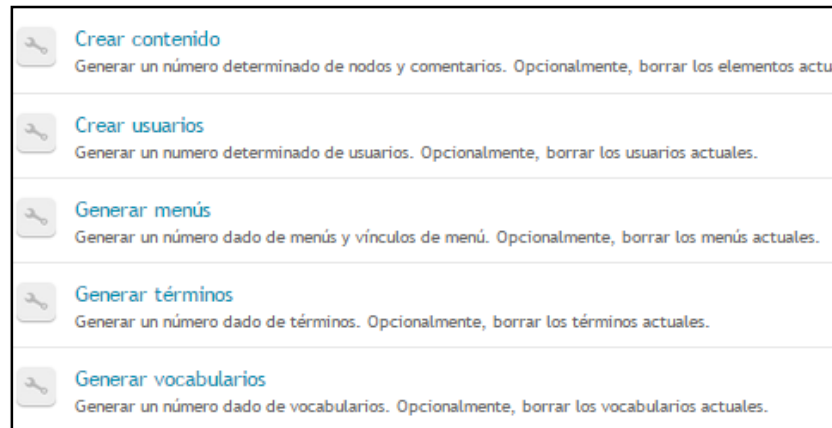 Crear contenido
Generar un número determinado de nodos y comentarios. Opcionalmente, borrar los elementos
Crear usuarios
Generar un numero determinado de usuarios. Opcionalmente, borrar los usuarios actuales.
Generar menús
Generar un número dado de menús y vínculos de menú. Opcionalmente, borrar los menús actuales.
Generar términos
Generar un número dado de términos. Opcionalmente, borrar los términos actuales.
Generar vocabularios
Generar un número dado de vocabularios. Opcionalmente, borrar los vocabularios actuales.